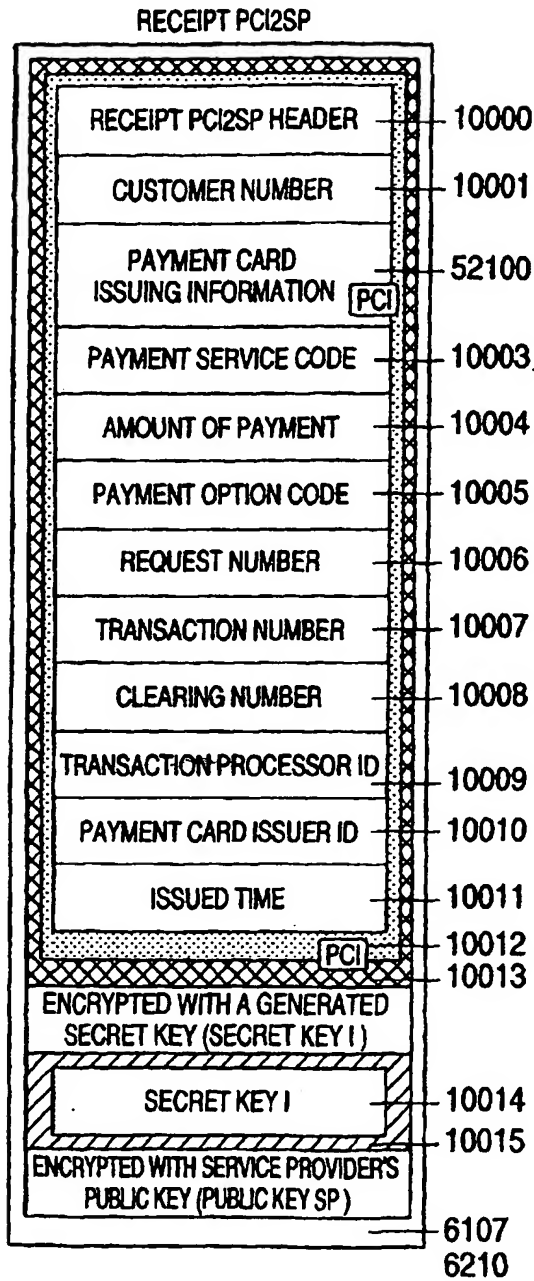 RECEIPT PCI2SP
RECEIPT PCI2SP HEADER 10000
CUSTOMER NUMBER 10001
PAYMENT CARD
ISSUING INFORMATION 52100
PCI
PAYMENT SERVICE CODE 10003
AMOUNT OF PAYMENT 10004
PAYMENT OPTION CODE 10005
REQUEST NUMBER 10006
TRANSACTION NUMBER 10007
CLEARING NUMBER 10008
TRANSACTION PROCESSOR ID 10009
PAYMENT CARD ISSUER ID 10010
ISSUED TIME 10011
PCI 10012
10013
ENCRYPTED WITH A GENERATED
SECRET KEY (SECRET KEY I)
SECRET KEY I 10014
10015
ENCRYPTED WITH SERVICE PROVIDER'S
PUBLIC KEY (PUBLIC KEY SP)
6107
6210